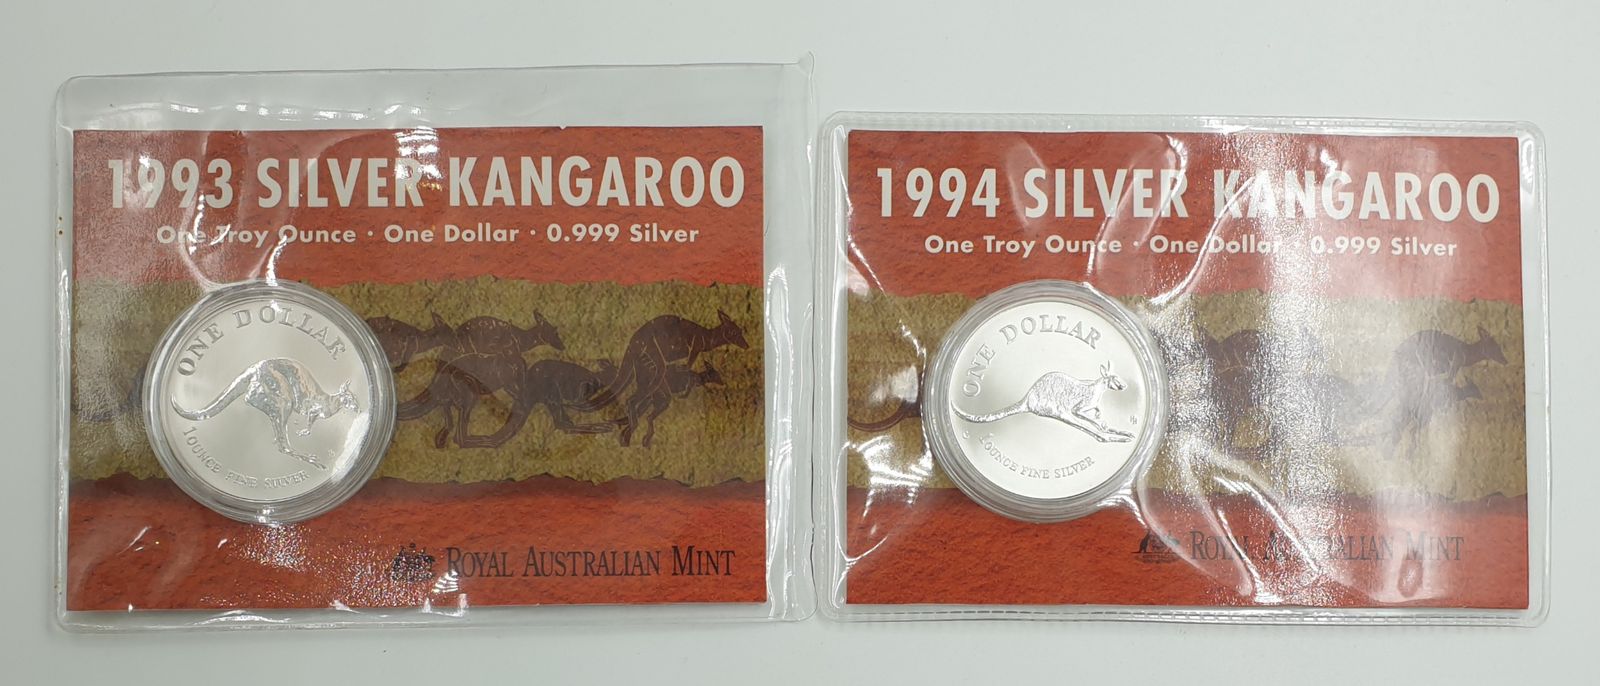 1993 SILVER KANGAROO
One Troy Ounce · One Dollar · 0.999 Silver
ONE DOLLAR
1 OUNCE FINE SILVER
ROYAL AUSTRALIAN MINT
1994 SILVER KANGAROO
One Troy Ounce · One Dollar · 0.999 Silver
ONE DOLLAR
1 OUNCE FINE SILVER
ROYAL AUSTRALIAN MINT